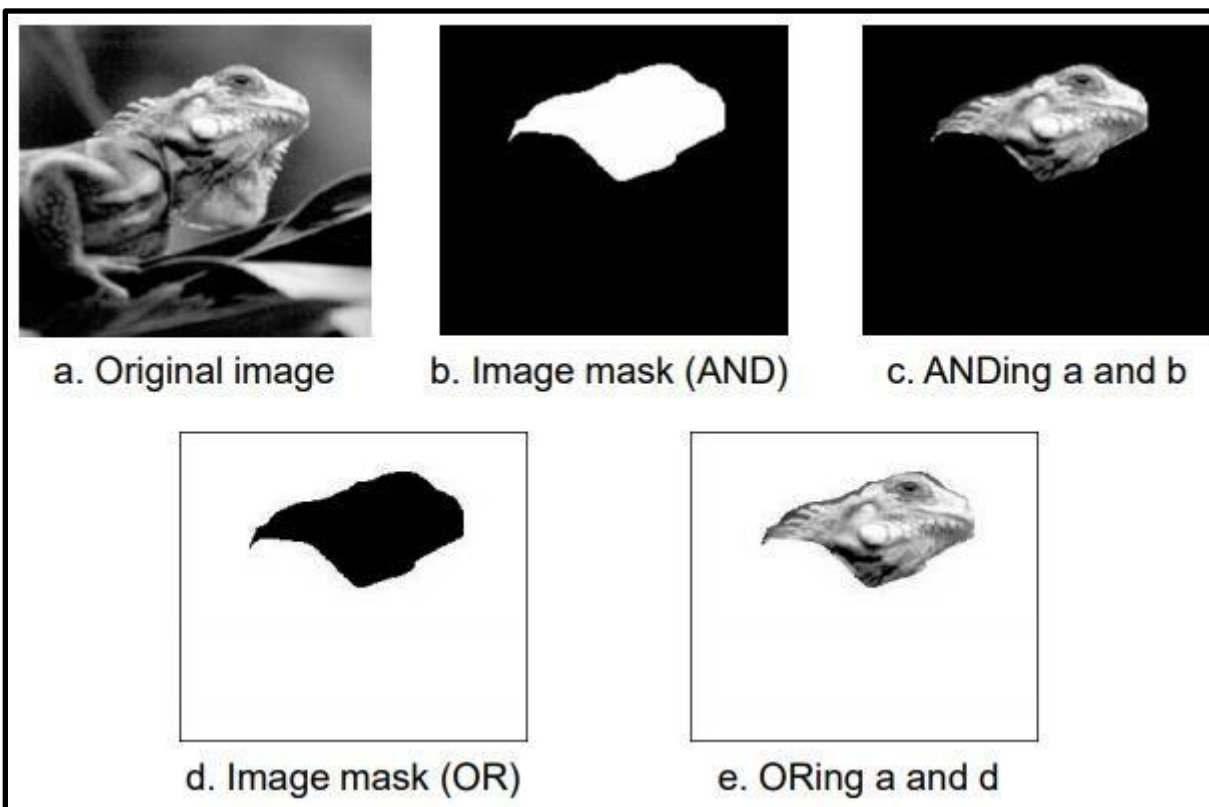 a. Original image
b. Image mask (AND)
c. ANDing a and b
d. Image mask (OR)
e. ORing a and d